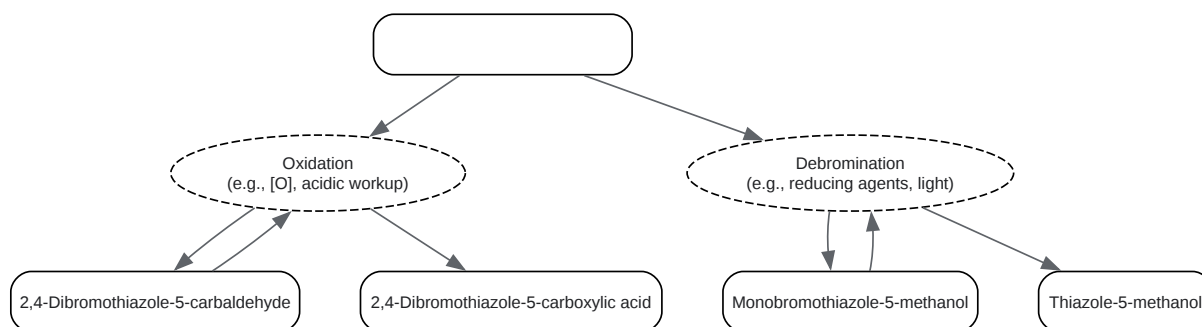 Oxidation
(e.g., [O], acidic workup)
Debromination
(e.g., reducing agents, light)
2,4-Dibromothiazole-5-carbaldehyde
2,4-Dibromothiazole-5-carboxylic acid
Monobromothiazole-5-methanol
Thiazole-5-methanol